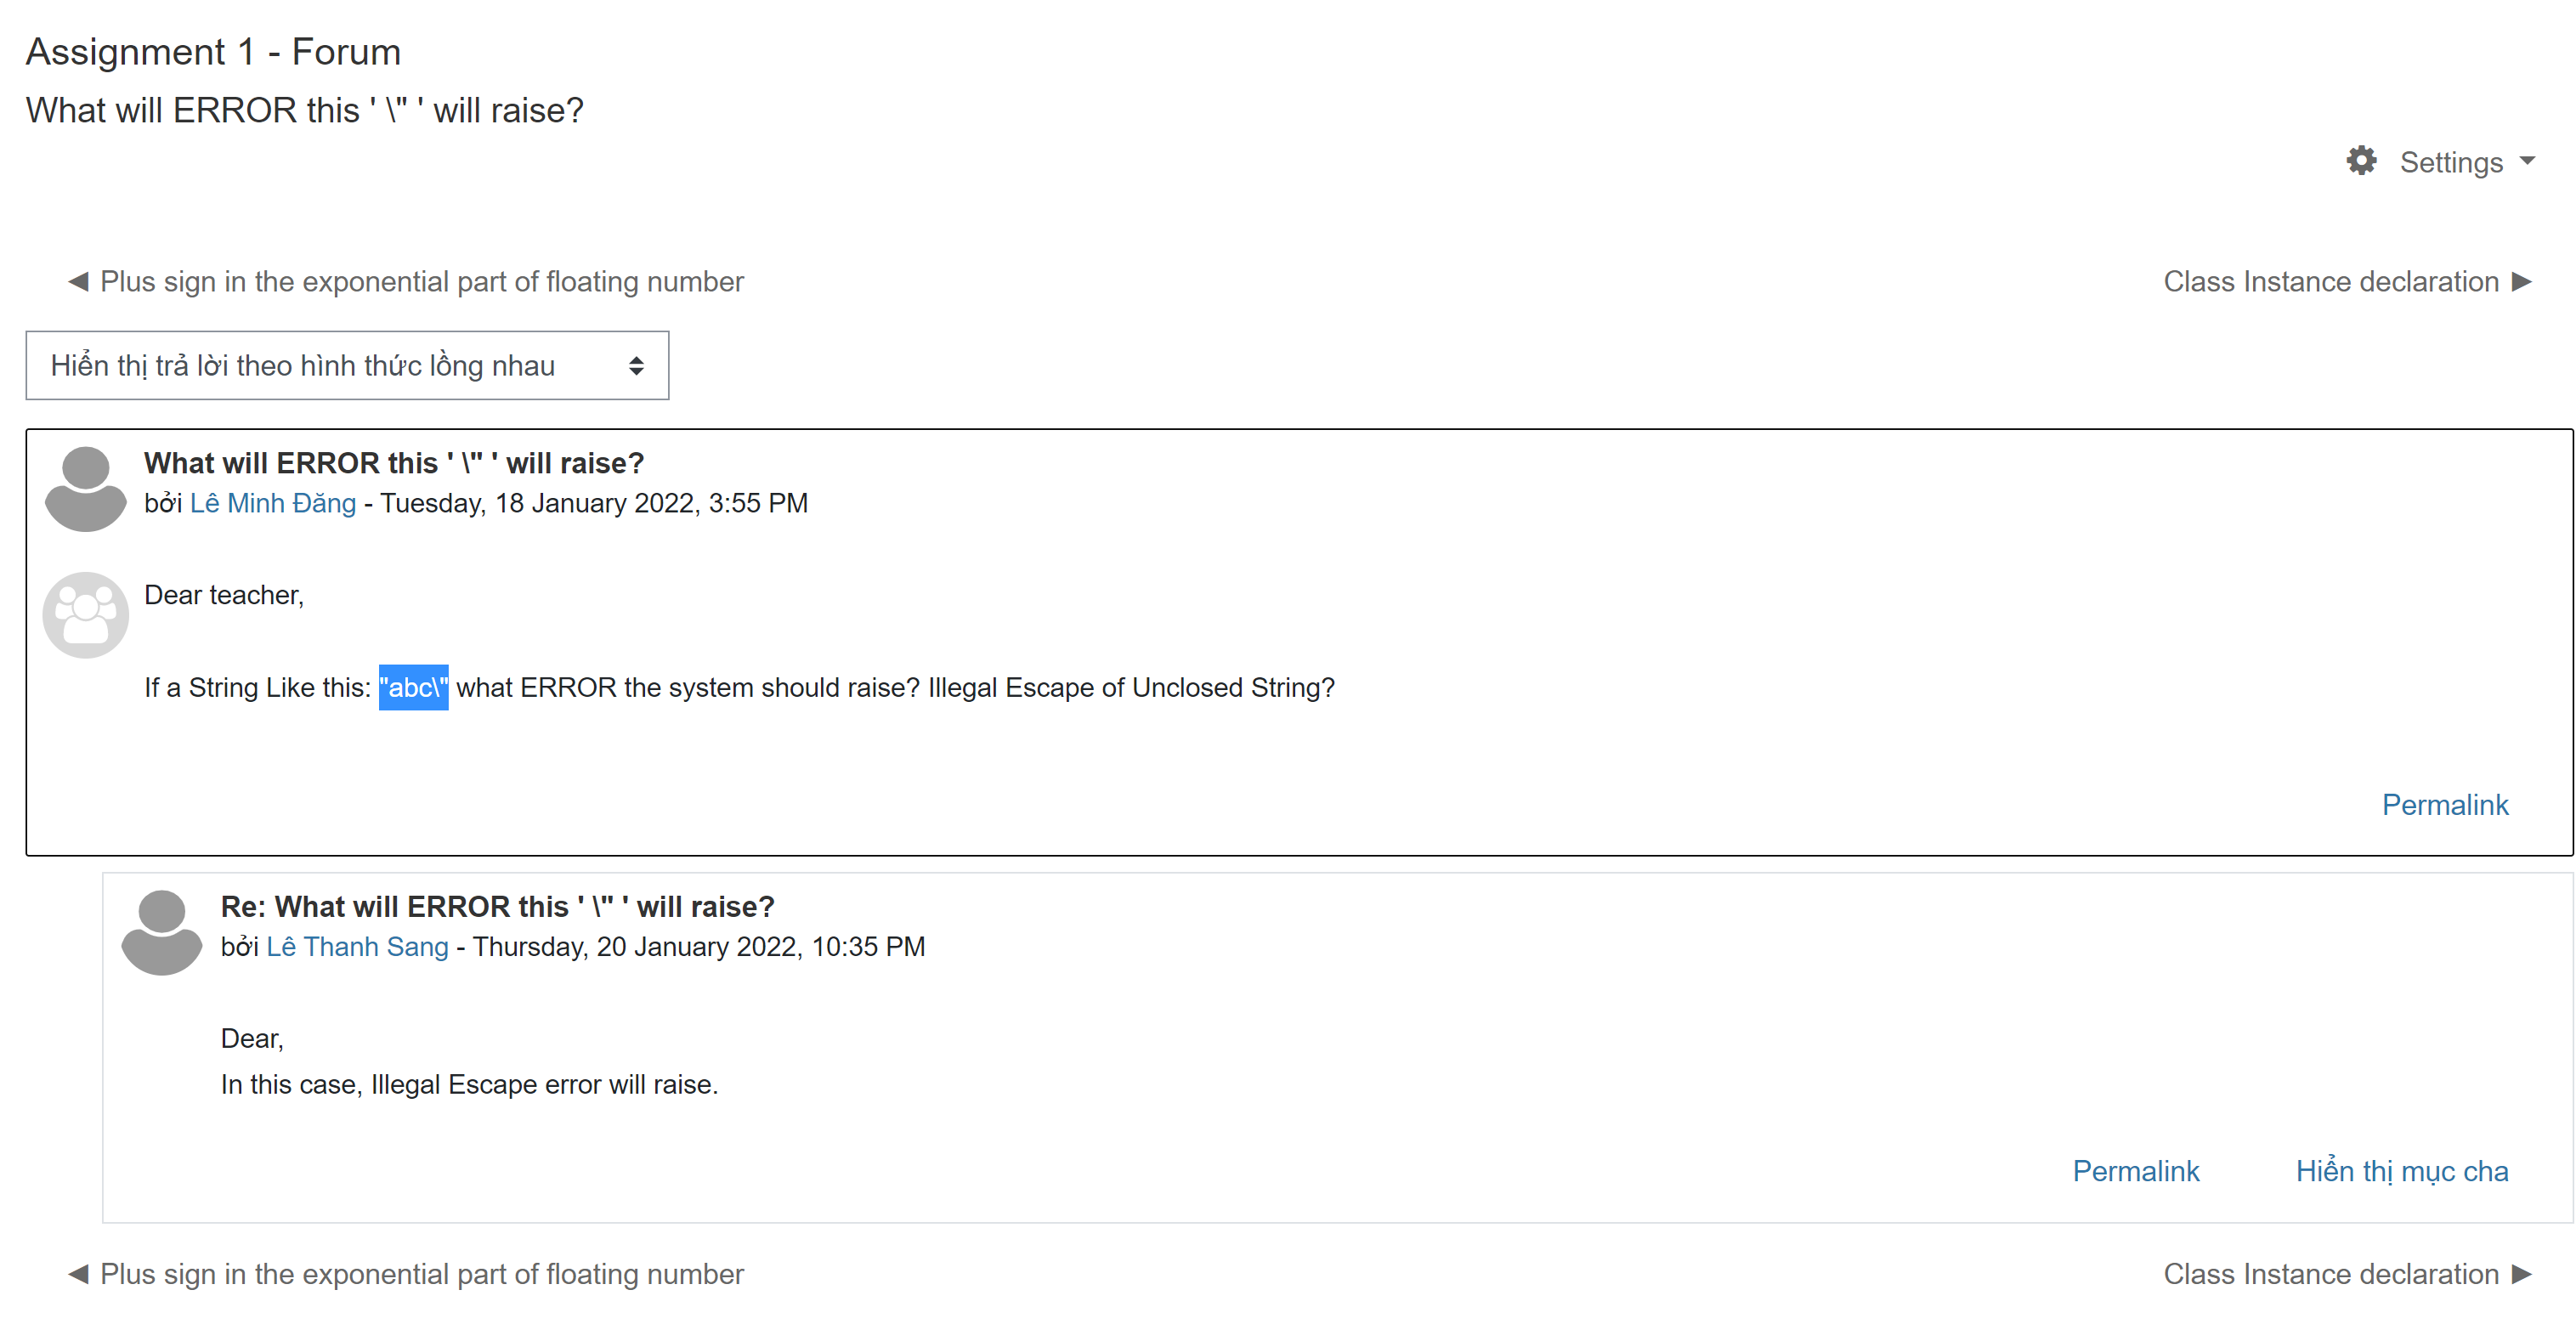 Assignment 1 - Forum
What will ERROR this ' \" ' will raise?
Settings
◀ Plus sign in the exponential part of floating number
Class Instance declaration ▶
Hiển thị trả lời theo hình thức lồng nhau
What will ERROR this ' \" ' will raise?
bởi Lê Minh Đăng - Tuesday, 18 January 2022, 3:55 PM
Dear teacher,
If a String Like this: "abc\" what ERROR the system should raise? Illegal Escape of Unclosed String?
Permalink
Re: What will ERROR this ' \" ' will raise?
bởi Lê Thanh Sang - Thursday, 20 January 2022, 10:35 PM
Dear,
In this case, Illegal Escape error will raise.
Permalink
Hiển thị mục cha
◀ Plus sign in the exponential part of floating number
Class Instance declaration ▶